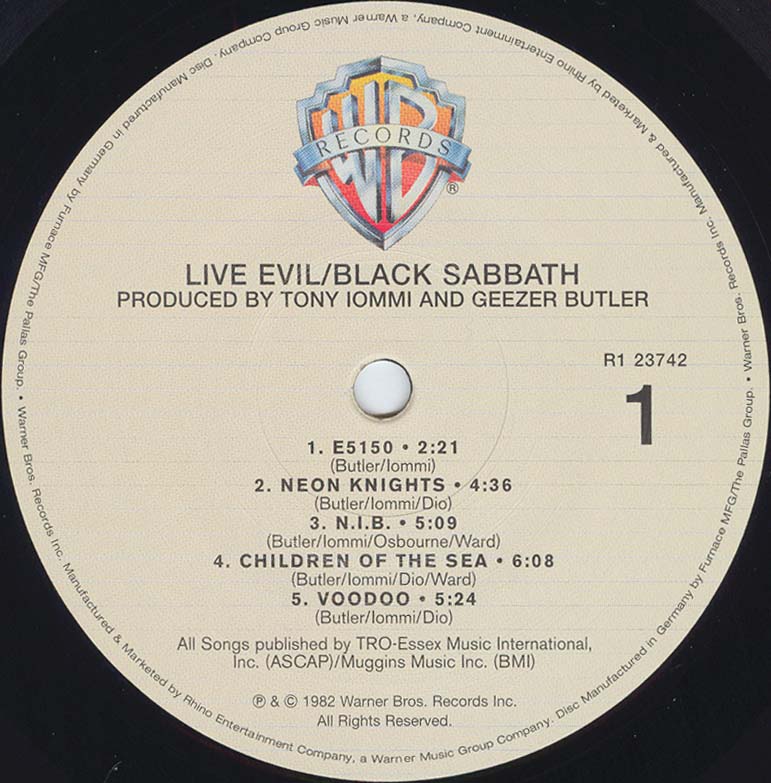 WB
RECORDS
®
LIVE EVIL/BLACK SABBATH
PRODUCED BY TONY IOMMI AND GEEZER BUTLER
R1 23742
1
1. E5150 • 2:21
(Butler/Iommi)
2. NEON KNIGHTS • 4:36
(Butler/Iommi/Dio)
3. N.I.B. • 5:09
(Butler/Iommi/Osbourne/Ward)
4. CHILDREN OF THE SEA • 6:08
(Butler/Iommi/Dio/Ward)
5. VOODOO • 5:24
(Butler/Iommi/Dio)
All Songs published by TRO-Essex Music International,
Inc. (ASCAP)/Muggins Music Inc. (BMI)
℗ & © 1982 Warner Bros. Records Inc.
All Rights Reserved.
• Warner Bros. Records Inc. Manufactured & Marketed by Rhino Entertainment Company, a Warner Music Group Company. Disc Manufactured in Germany by Furnace MFG/The Pallas Group.
• Warner Bros. Records Inc. Manufactured & Marketed by Rhino Entertainment Company, a Warner Music Group Company. Disc Manufactured in Germany by Furnace MFG/The Pallas Group.